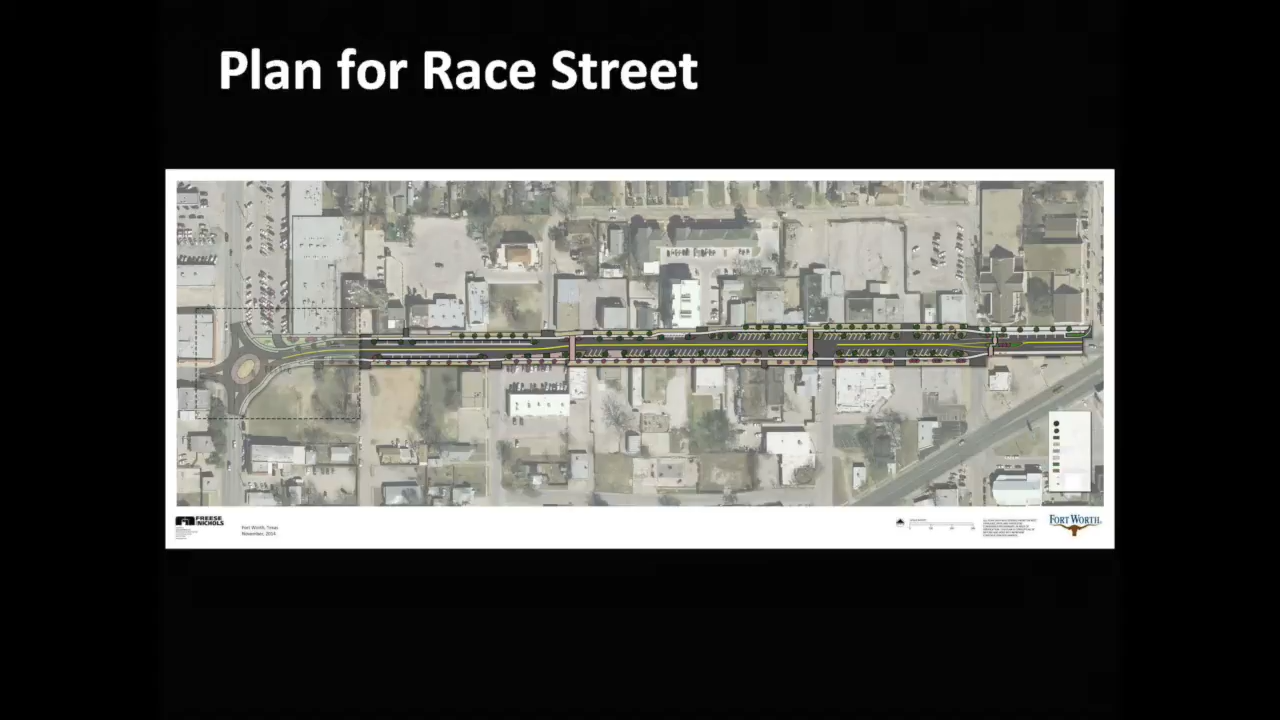 Plan for Race Street
FREESE
NICHOLS
Fort Worth, Texas
November, 2014
FORT WORTH